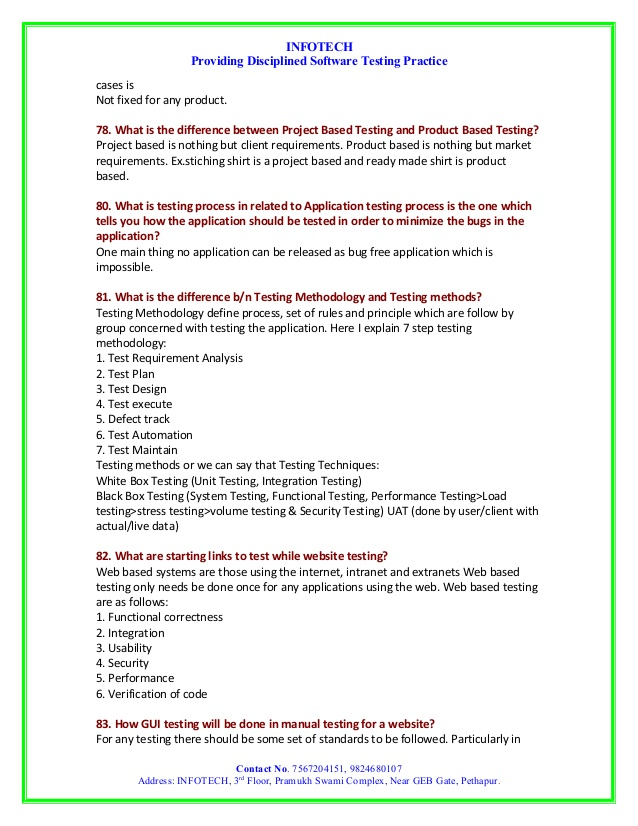 INFOTECH
Providing Disciplined Software Testing Practice
cases is
Not fixed for any product.
78. What is the difference between Project Based Testing and Product Based Testing?
Project based is nothing but client requirements. Product based is nothing but market
requirements. Ex.stiching shirt is a project based and ready made shirt is product
based.
80. What is testing process in related to Application testing process is the one which
tells you how the application should be tested in order to minimize the bugs in the
application?
One main thing no application can be released as bug free application which is
impossible.
81. What is the difference b/n Testing Methodology and Testing methods?
Testing Methodology define process, set of rules and principle which are follow by
group concerned with testing the application. Here I explain 7 step testing
methodology:
1. Test Requirement Analysis
2. Test Plan
3. Test Design
4. Test execute
5. Defect track
6. Test Automation
7. Test Maintain
Testing methods or we can say that Testing Techniques:
White Box Testing (Unit Testing, Integration Testing)
Black Box Testing (System Testing, Functional Testing, Performance Testing>Load
testing>stress testing>volume testing & Security Testing) UAT (done by user/client with
actual/live data)
82. What are starting links to test while website testing?
Web based systems are those using the internet, intranet and extranets Web based
testing only needs be done once for any applications using the web. Web based testing
are as follows:
1. Functional correctness
2. Integration
3. Usability
4. Security
5. Performance
6. Verification of code
83. How GUI testing will be done in manual testing for a website?
For any testing there should be some set of standards to be followed. Particularly in
Contact No. 7567204151, 9824680107
Address: INFOTECH, 3rd Floor, Pramukh Swami Complex, Near GEB Gate, Pethapur.